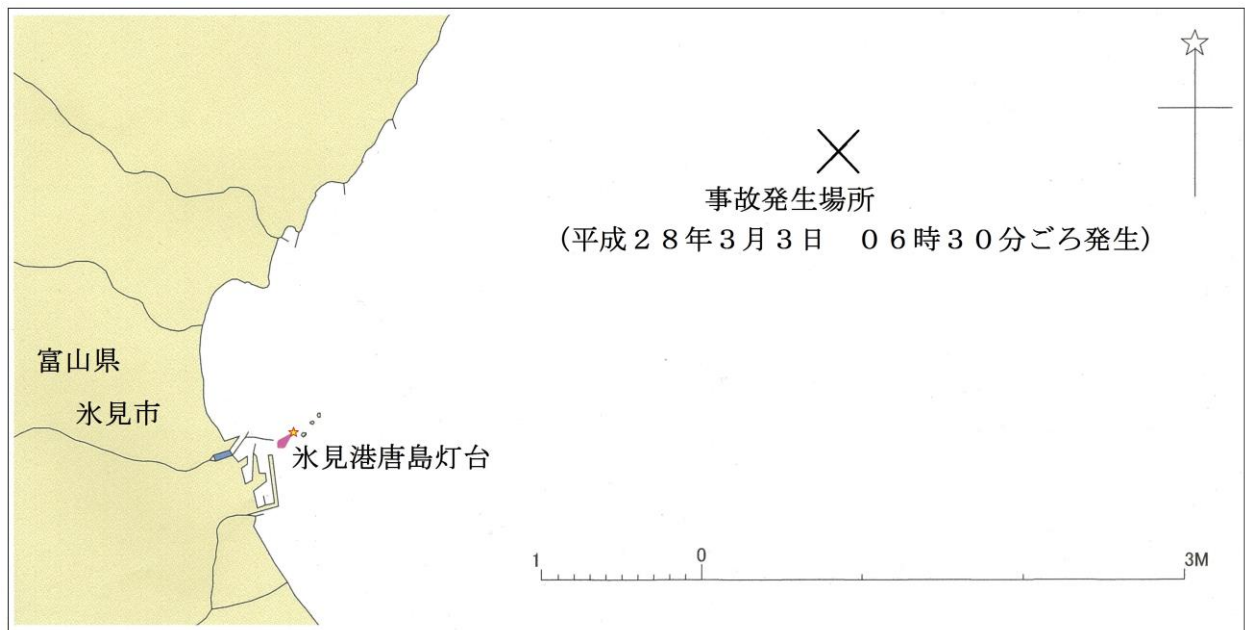 事故発生場所
（平成２８年３月３日　０６時３０分ごろ発生）
富山県
氷見市
氷見港唐島灯台
1 0 3M